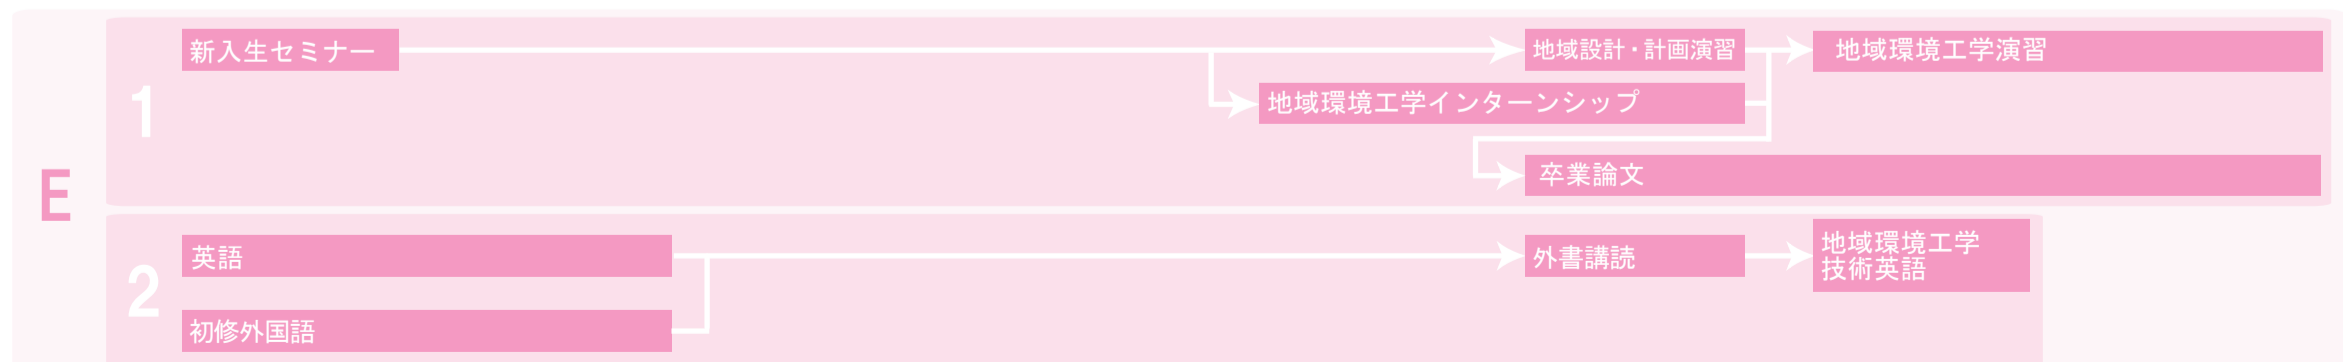 E
1
新入生セミナー
地域設計・計画演習
地域環境工学演習
地域環境工学インターンシップ
卒業論文
2
英語
外書講読
地域環境工学
技術英語
初修外国語